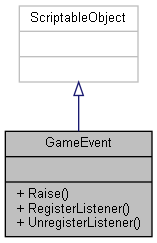 ScriptableObject
GameEvent
+ Raise()
+ RegisterListener()
+ UnregisterListener()